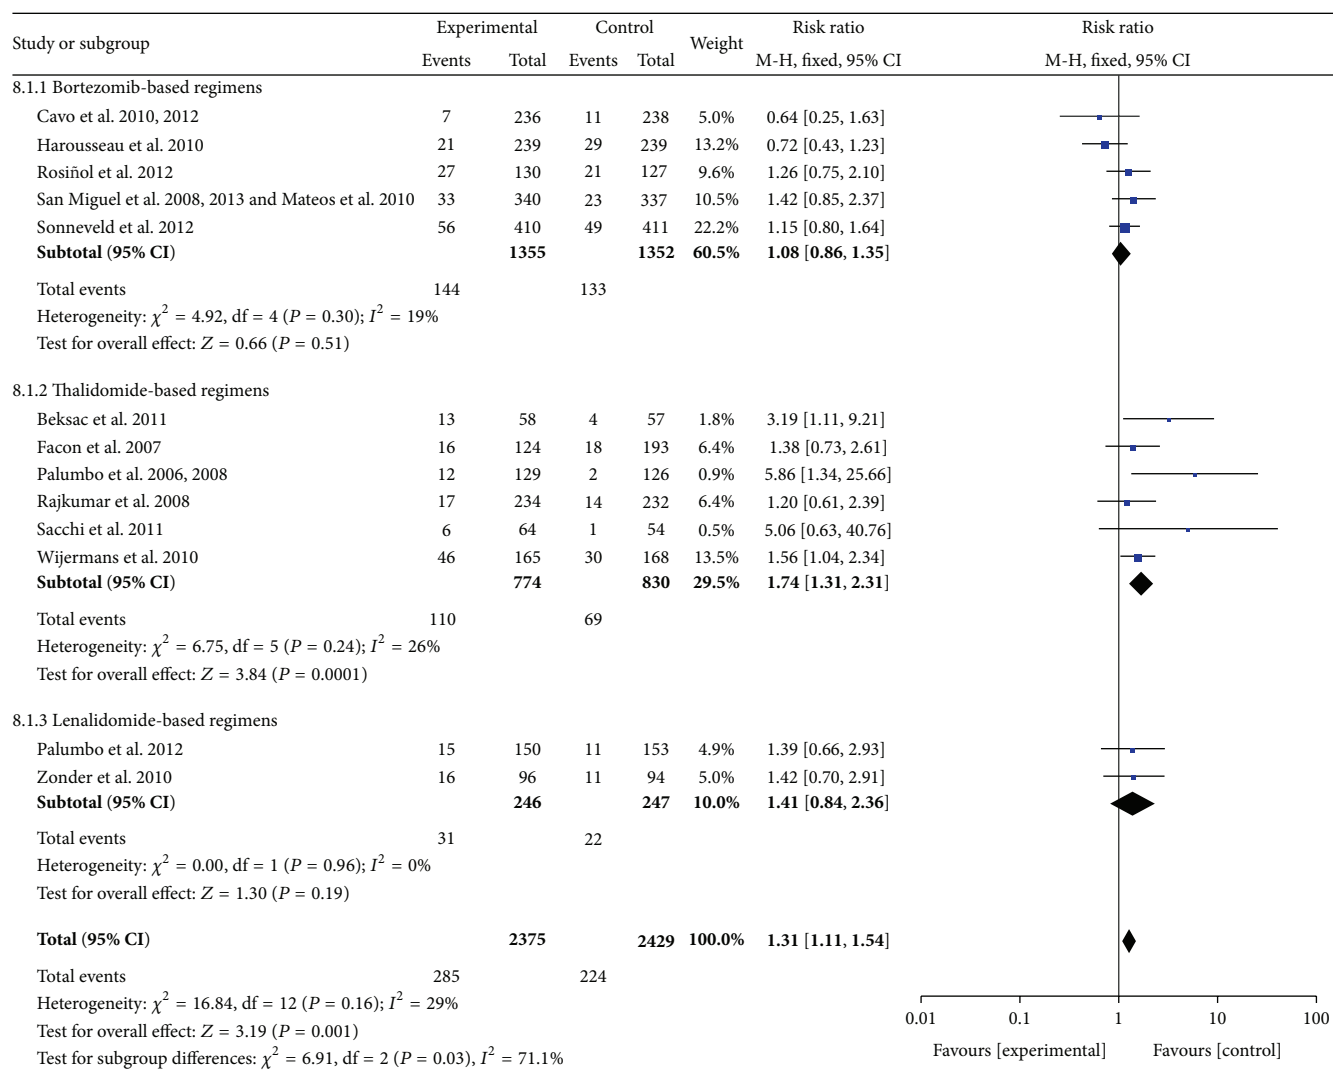 Study or subgroup Experimental Control Weight Risk ratio Risk ratio
Events Total Events Total M-H, fixed, 95% CI M-H, fixed, 95% CI
8.1.1 Bortezomib-based regimens
Cavo et al. 2010, 2012 7 236 11 238 5.0% 0.64 [0.25, 1.63]
Harousseau et al. 2010 21 239 29 239 13.2% 0.72 [0.43, 1.23]
Rosiñol et al. 2012 27 130 21 127 9.6% 1.26 [0.75, 2.10]
San Miguel et al. 2008, 2013 and Mateos et al. 2010 33 340 23 337 10.5% 1.42 [0.85, 2.37]
Sonneveld et al. 2012 56 410 49 411 22.2% 1.15 [0.80, 1.64]
Subtotal (95% CI) 1355 1352 60.5% 1.08 [0.86, 1.35]
Total events 144 133
Heterogeneity: χ² = 4.92, df = 4 (P = 0.30); I² = 19%
Test for overall effect: Z = 0.66 (P = 0.51)
8.1.2 Thalidomide-based regimens
Beksac et al. 2011 13 58 4 57 1.8% 3.19 [1.11, 9.21]
Facon et al. 2007 16 124 18 193 6.4% 1.38 [0.73, 2.61]
Palumbo et al. 2006, 2008 12 129 2 126 0.9% 5.86 [1.34, 25.66]
Rajkumar et al. 2008 17 234 14 232 6.4% 1.20 [0.61, 2.39]
Sacchi et al. 2011 6 64 1 54 0.5% 5.06 [0.63, 40.76]
Wijermans et al. 2010 46 165 30 168 13.5% 1.56 [1.04, 2.34]
Subtotal (95% CI) 774 830 29.5% 1.74 [1.31, 2.31]
Total events 110 69
Heterogeneity: χ² = 6.75, df = 5 (P = 0.24); I² = 26%
Test for overall effect: Z = 3.84 (P = 0.0001)
8.1.3 Lenalidomide-based regimens
Palumbo et al. 2012 15 150 11 153 4.9% 1.39 [0.66, 2.93]
Zonder et al. 2010 16 96 11 94 5.0% 1.42 [0.70, 2.91]
Subtotal (95% CI) 246 247 10.0% 1.41 [0.84, 2.36]
Total events 31 22
Heterogeneity: χ² = 0.00, df = 1 (P = 0.96); I² = 0%
Test for overall effect: Z = 1.30 (P = 0.19)
Total (95% CI) 2375 2429 100.0% 1.31 [1.11, 1.54]
Total events 285 224
Heterogeneity: χ² = 16.84, df = 12 (P = 0.16); I² = 29%
Test for overall effect: Z = 3.19 (P = 0.001)
Test for subgroup differences: χ² = 6.91, df = 2 (P = 0.03), I² = 71.1%
0.01 0.1 1 10 100
Favours [experimental] Favours [control]